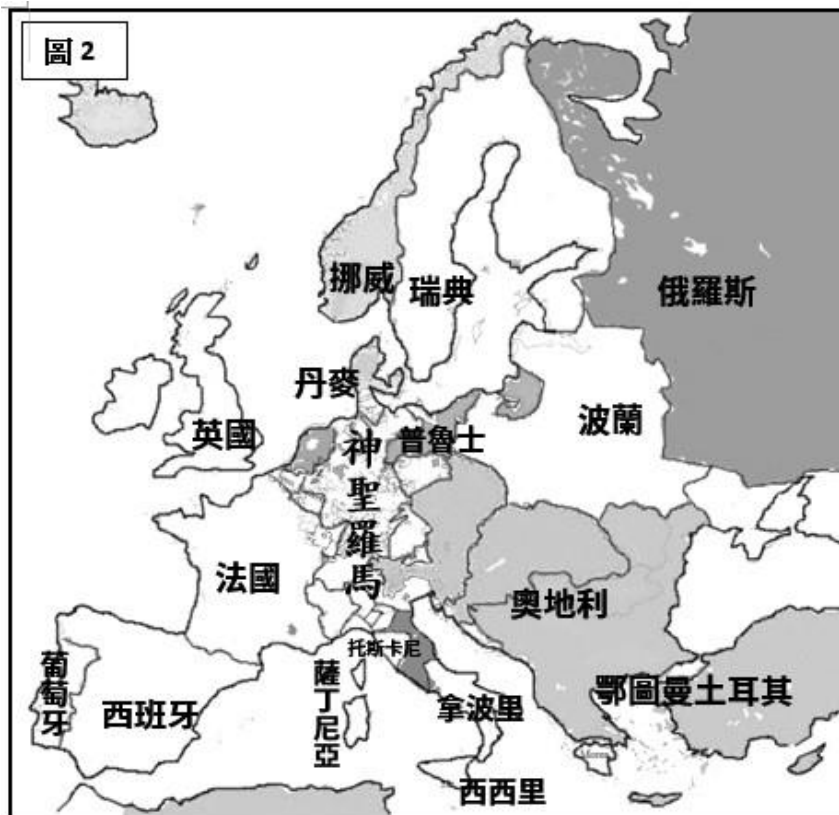 圖 2
挪威
瑞典
俄羅斯
丹麥
英國
神聖羅馬
普魯士
波蘭
法國
奧地利
托斯卡尼
葡萄牙
西班牙
薩丁尼亞
拿波里
鄂圖曼土耳其
西西里